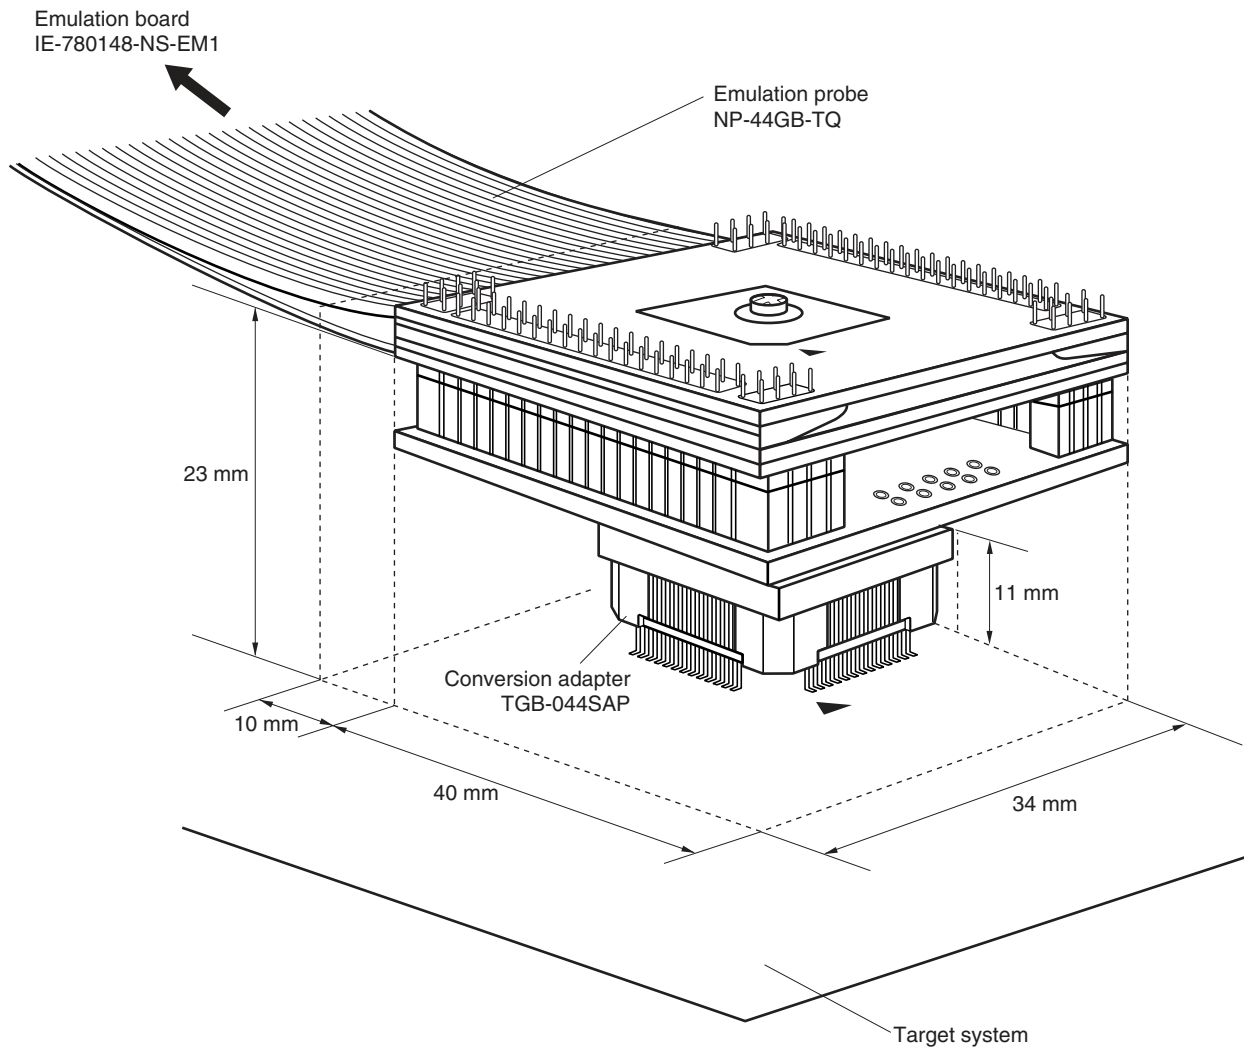 Emulation board
IE-780148-NS-EM1
Emulation probe
NP-44GB-TQ
23 mm
11 mm
Conversion adapter
TGB-044SAP
10 mm
40 mm
34 mm
Target system